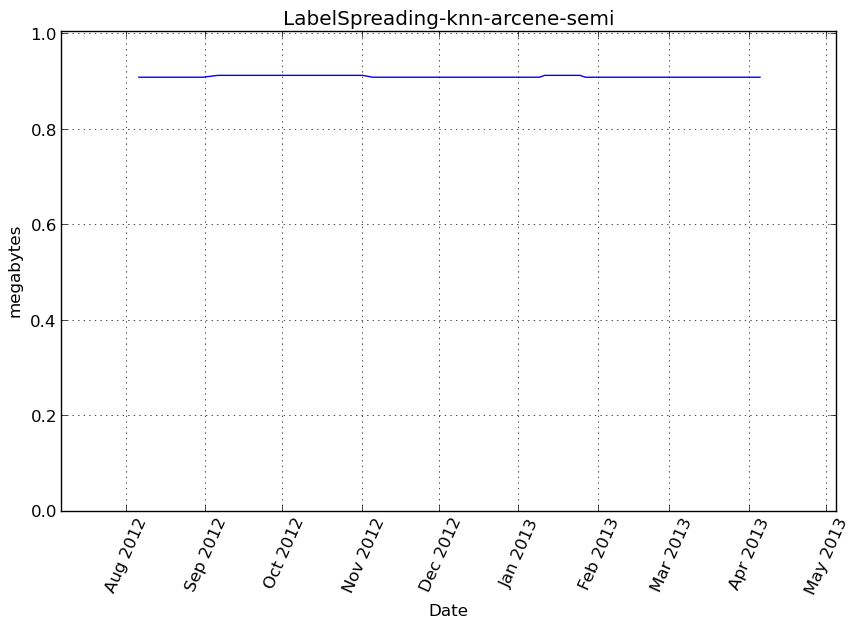 LabelSpreading-knn-arcene-semi
1.0
0.8
0.6
0.4
0.2
0.0
megabytes
Aug 2012
Sep 2012
Oct 2012
Nov 2012
Dec 2012
Jan 2013
Feb 2013
Mar 2013
Apr 2013
May 2013
Date